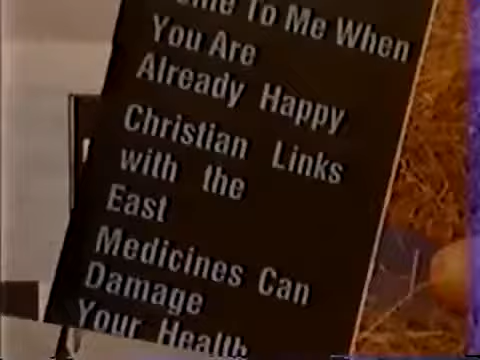 To Me When
You Are
Already Happy
Christian Links
with the
East
Medicines Can
Damage
Your Health